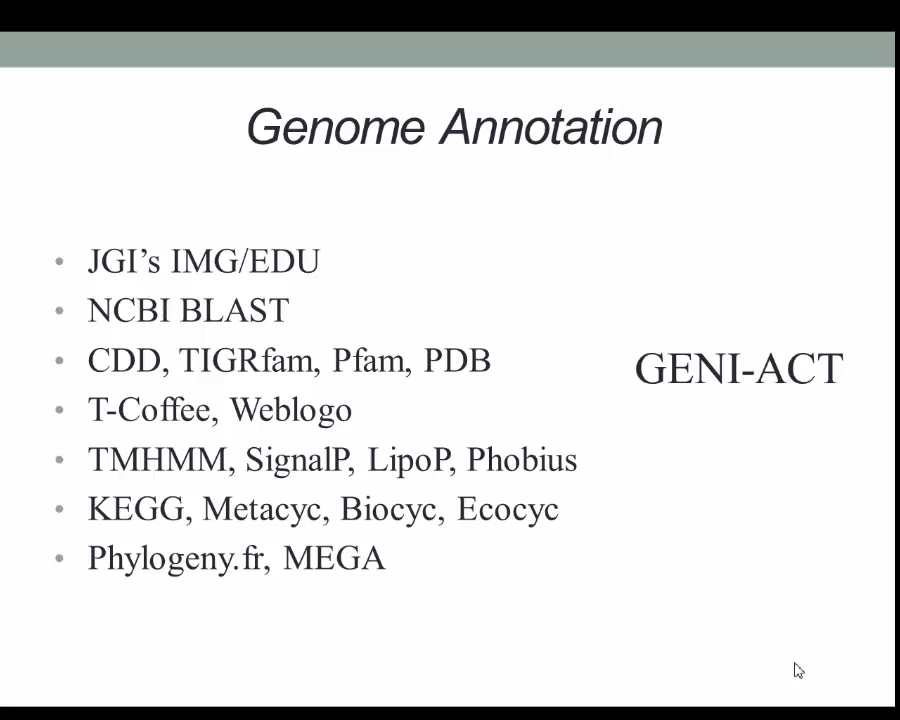 Genome Annotation
• JGI’s IMG/EDU
• NCBI BLAST
• CDD, TIGRfam, Pfam, PDB
GENI-ACT
• T-Coffee, Weblogo
• TMHMM, SignalP, LipoP, Phobius
• KEGG, Metacyc, Biocyc, Ecocyc
• Phylogeny.fr, MEGA